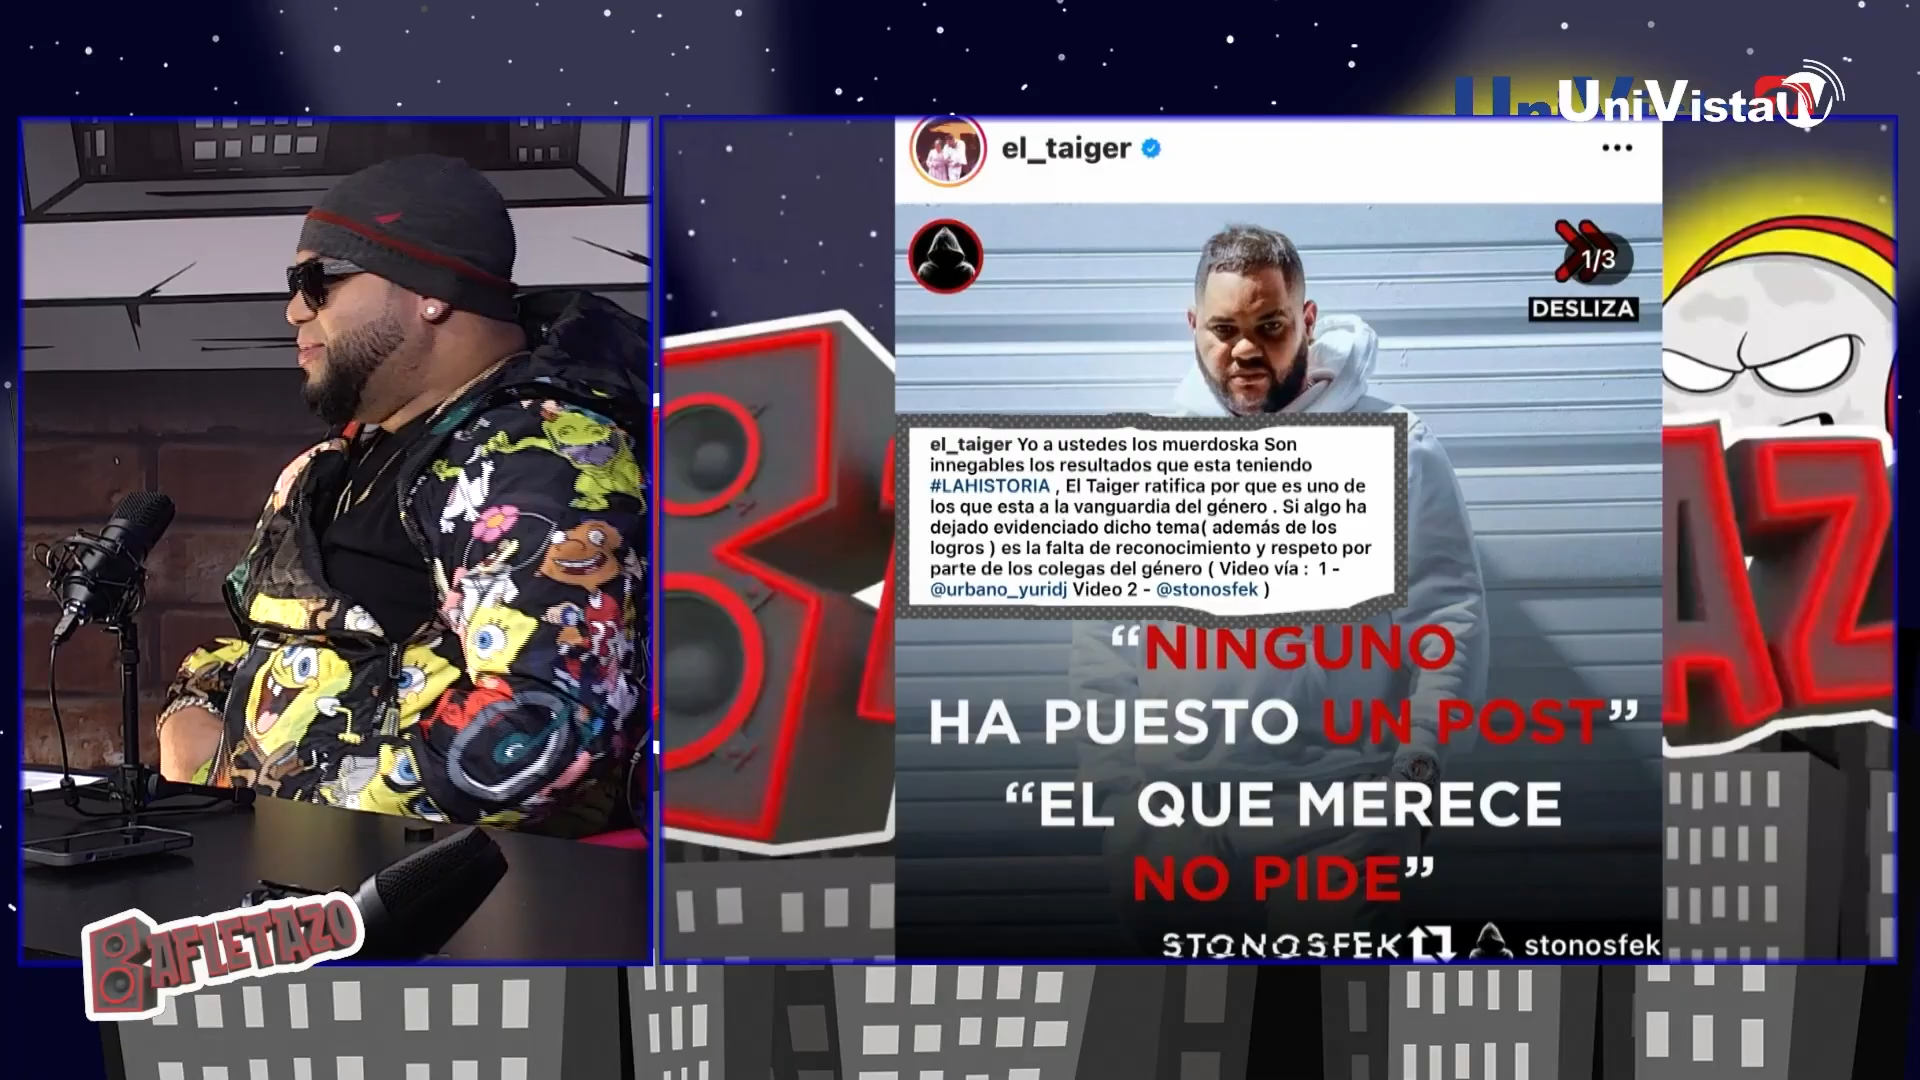 UniVista TV
el_taiger
1/3
DESLIZA
el_taiger Yo a ustedes los muerdoska Son
innegables los resultados que esta teniendo
#LAHISTORIA , El Taiger ratifica por que es uno de
los que esta a la vanguardia del género . Si algo ha
dejado evidenciado dicho tema( además de los
logros ) es la falta de reconocimiento y respeto por
parte de los colegas del género ( Video vía : 1 -
@urbano_yuridj Video 2 - @stonosfek )
“NINGUNO
HA PUESTO UN POST”
“EL QUE MERECE
NO PIDE”
STONOSFEK stonosfek
BAFLETAZO